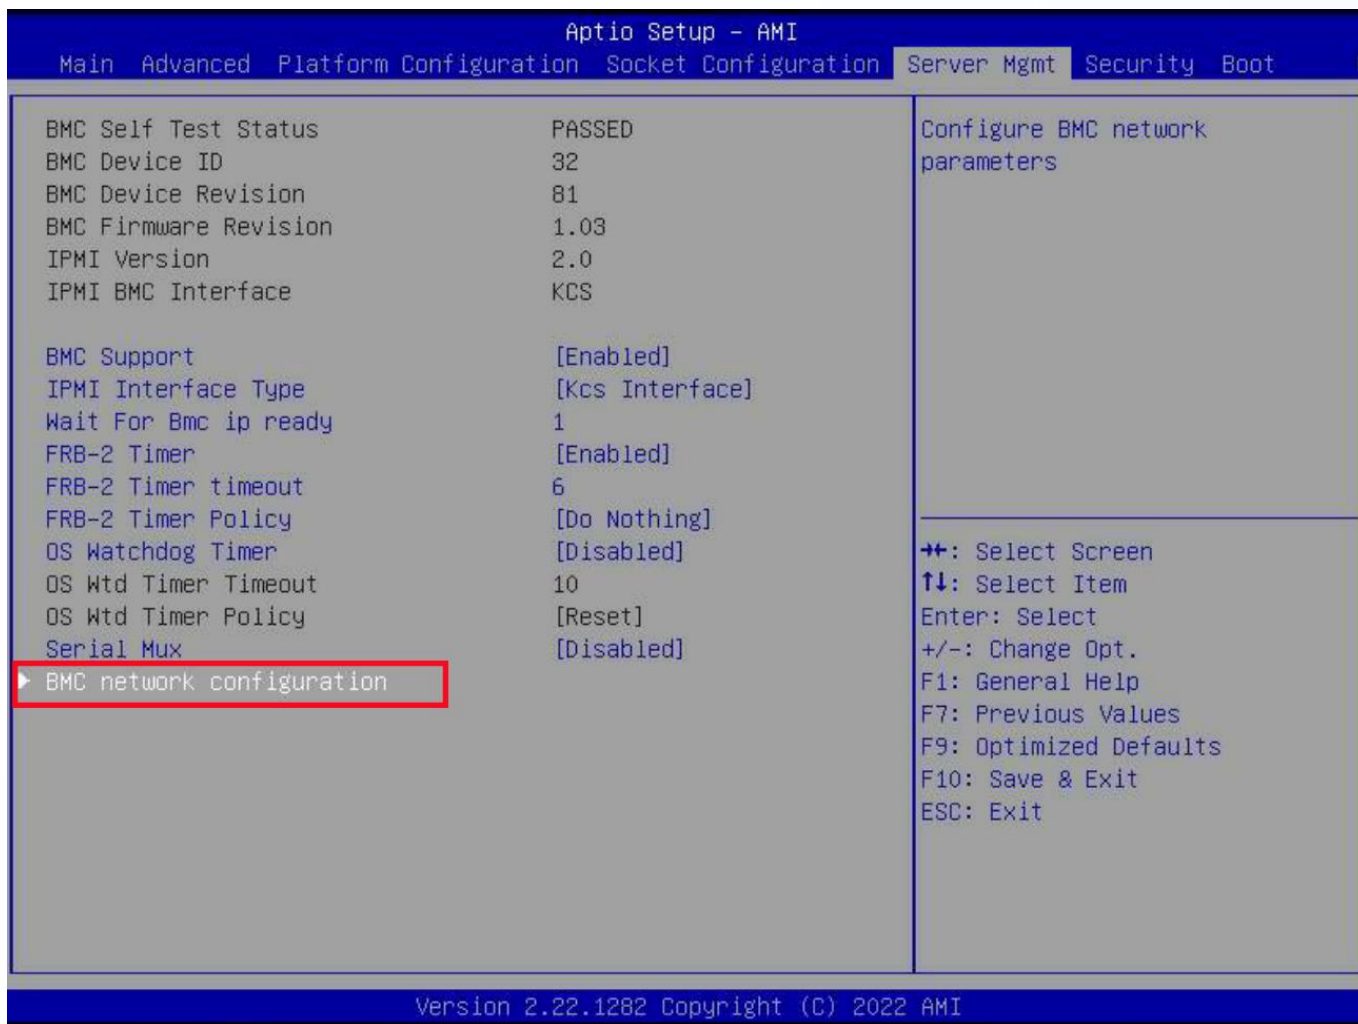 Aptio Setup – AMI
Main Advanced Platform Configuration Socket Configuration Server Mgmt Security Boot
BMC Self Test Status PASSED
BMC Device ID 32
BMC Device Revision 81
BMC Firmware Revision 1.03
IPMI Version 2.0
IPMI BMC Interface KCS
BMC Support [Enabled]
IPMI Interface Type [Kcs Interface]
Wait For Bmc ip ready 1
FRB-2 Timer [Enabled]
FRB-2 Timer timeout 6
FRB-2 Timer Policy [Do Nothing]
OS Watchdog Timer [Disabled]
OS Wtd Timer Timeout 10
OS Wtd Timer Policy [Reset]
Serial Mux [Disabled]
BMC network configuration
Configure BMC network
parameters
→←: Select Screen
↑↓: Select Item
Enter: Select
+/-: Change Opt.
F1: General Help
F7: Previous Values
F9: Optimized Defaults
F10: Save & Exit
ESC: Exit
Version 2.22.1282 Copyright (C) 2022 AMI